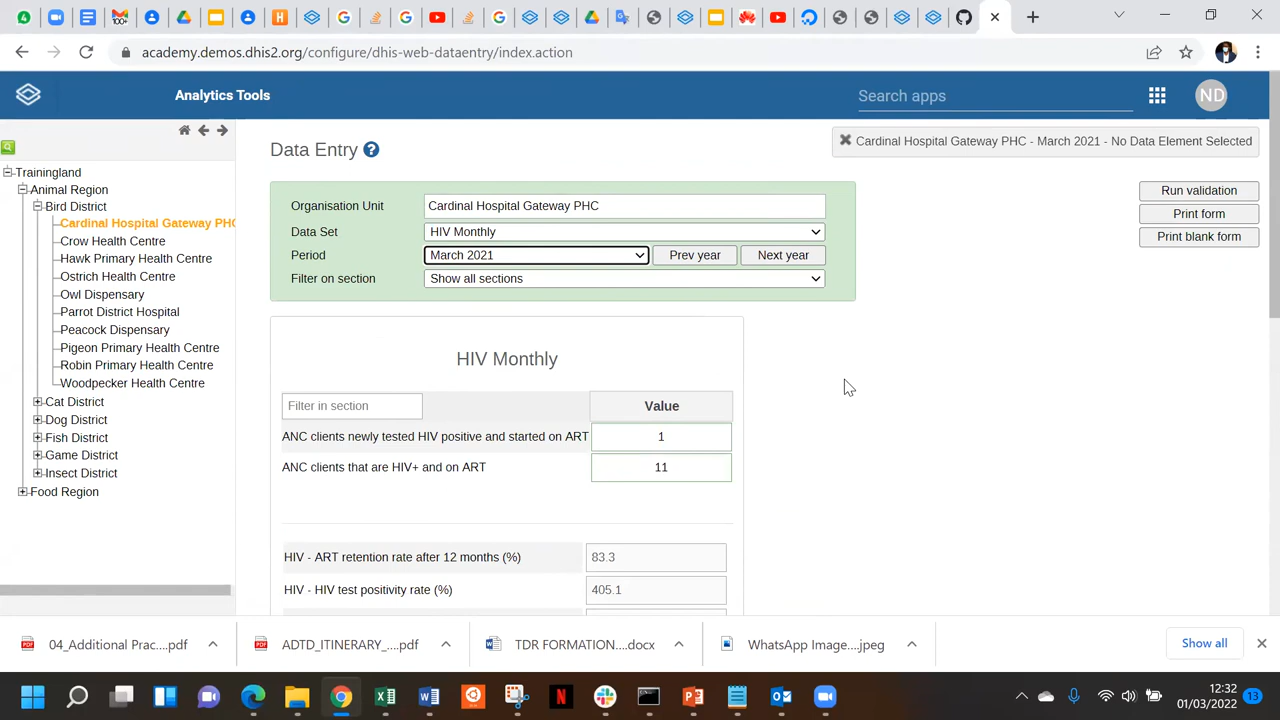 academy.demos.dhis2.org/configure/dhis-web-dataentry/index.action
Analytics Tools
Search apps
ND
Data Entry
Cardinal Hospital Gateway PHC - March 2021 - No Data Element Selected
Trainingland
Animal Region
Bird District
Cardinal Hospital Gateway PHC
Crow Health Centre
Hawk Primary Health Centre
Ostrich Health Centre
Owl Dispensary
Parrot District Hospital
Peacock Dispensary
Pigeon Primary Health Centre
Robin Primary Health Centre
Woodpecker Health Centre
Cat District
Dog District
Fish District
Game District
Insect District
Food Region
Organisation Unit Cardinal Hospital Gateway PHC
Data Set HIV Monthly
Period March 2021 Prev year Next year
Filter on section Show all sections
Run validation
Print form
Print blank form
HIV Monthly
Filter in section Value
ANC clients newly tested HIV positive and started on ART 1
ANC clients that are HIV+ and on ART 11
HIV - ART retention rate after 12 months (%) 83.3
HIV - HIV test positivity rate (%) 405.1
04_Additional Prac....pdf
ADTD_ITINERARY_....pdf
TDR FORMATION....docx
WhatsApp Image....jpeg
Show all
12:32
01/03/2022
13